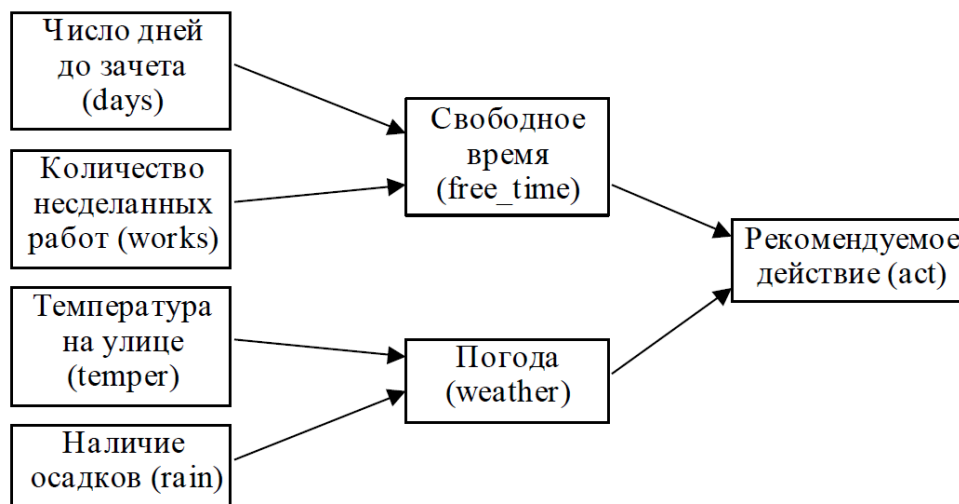 Число дней
до зачета
(days)
Количество
несделанных
работ (works)
Температура
на улице
(temper)
Наличие
осадков (rain)
Свободное
время
(free_time)
Погода
(weather)
Рекомендуемое
действие (act)